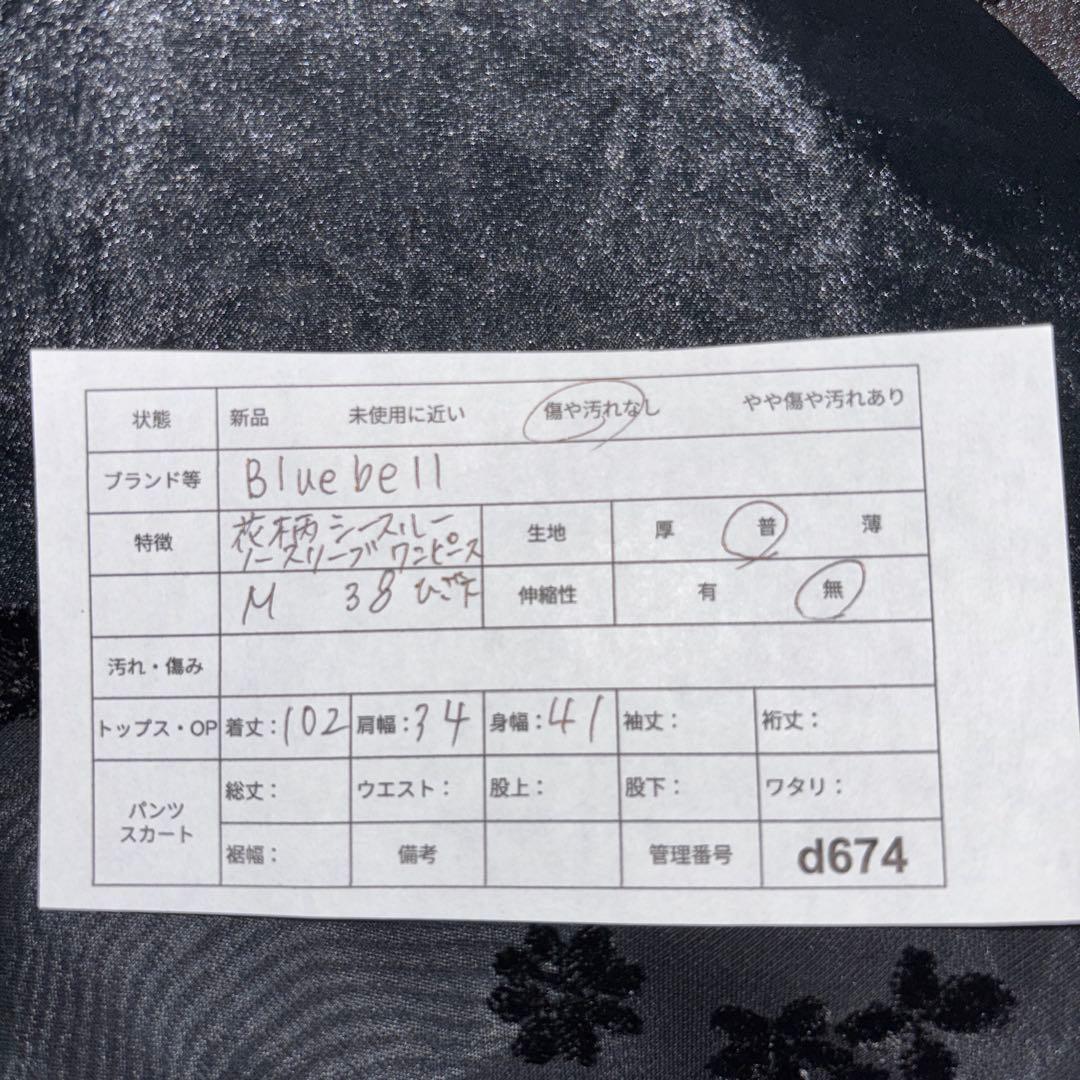 状態 新品 未使用に近い 傷や汚れなし やや傷や汚れあり
ブランド等 Bluebell
特徴 花柄シースルー
ノースリーブワンピース 生地 厚 普 薄
M 38 ひざ下 伸縮性 有 無
汚れ・傷み
トップス・OP 着丈：102 肩幅：34 身幅：41 袖丈： 裄丈：
パンツ
スカート 総丈： ウエスト： 股上： 股下： ワタリ：
裾幅： 備考 管理番号 d674